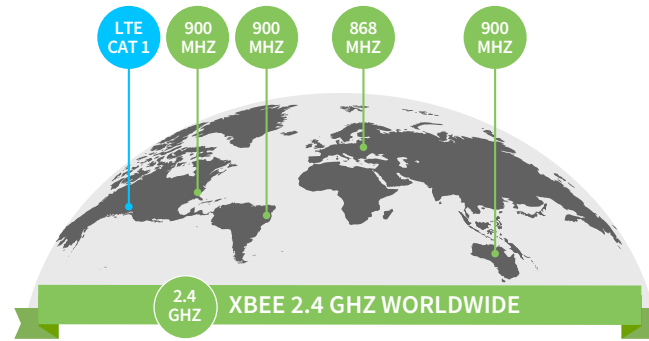 LTE
CAT 1
900
MHZ
900
MHZ
868
MHZ
900
MHZ
2.4
GHZ
XBEE 2.4 GHZ WORLDWIDE